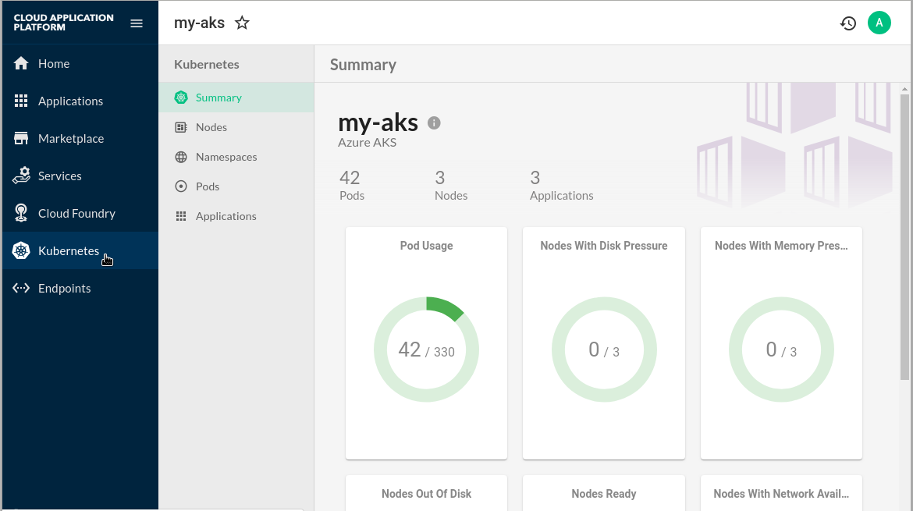 CLOUD APPLICATION
PLATFORM
my-aks
A
Home
Applications
Marketplace
Services
Cloud Foundry
Kubernetes
Endpoints
Kubernetes
Summary
Nodes
Namespaces
Pods
Applications
Summary
my-aks
Azure AKS
42
Pods
3
Nodes
3
Applications
Pod Usage
42 / 330
Nodes With Disk Pressure
0 / 3
Nodes With Memory Pres...
0 / 3
Nodes Out Of Disk
Nodes Ready
Nodes With Network Avail...